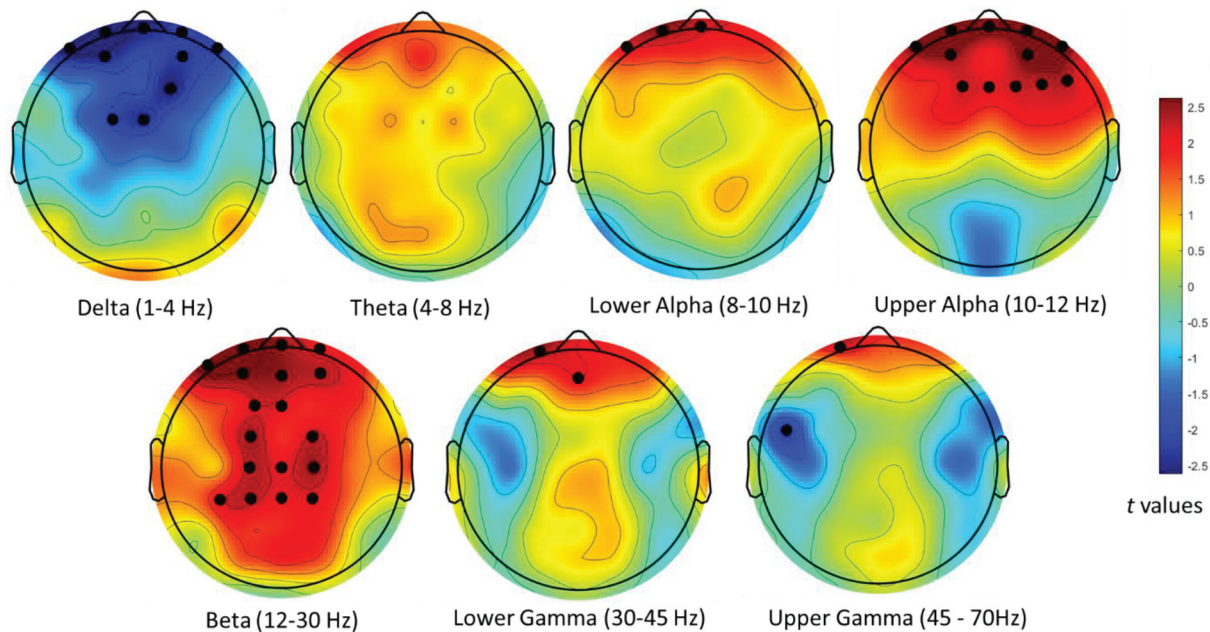 Delta (1-4 Hz)
Theta (4-8 Hz)
Lower Alpha (8-10 Hz)
Upper Alpha (10-12 Hz)
2.5
2
1.5
1
0.5
0
-0.5
-1
-1.5
-2
-2.5
t values
Beta (12-30 Hz)
Lower Gamma (30-45 Hz)
Upper Gamma (45 - 70Hz)